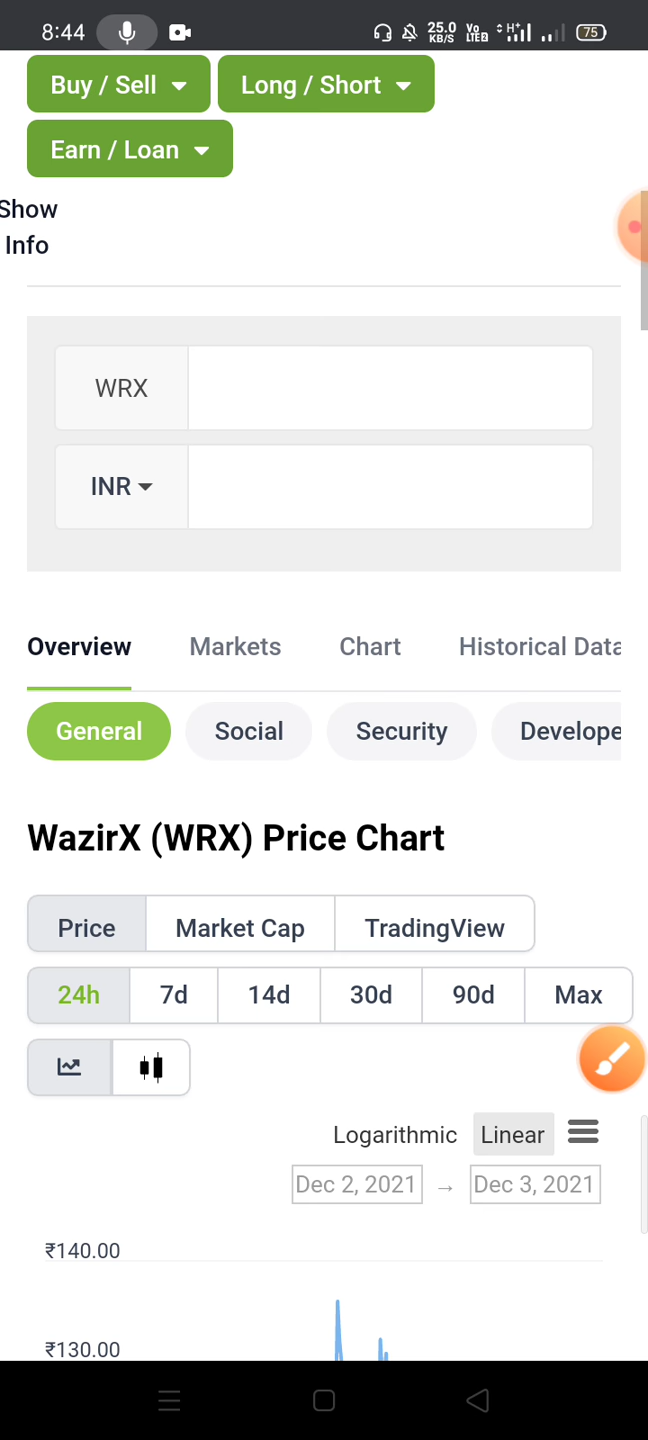 8:44 25.0 KB/S Vo LTE2 H+ 75
Buy / Sell Long / Short
Earn / Loan
Show
Info
WRX
INR
Overview Markets Chart Historical Data
General Social Security Develope
WazirX (WRX) Price Chart
Price Market Cap TradingView
24h 7d 14d 30d 90d Max
Logarithmic Linear
Dec 2, 2021 → Dec 3, 2021
₹140.00
₹130.00